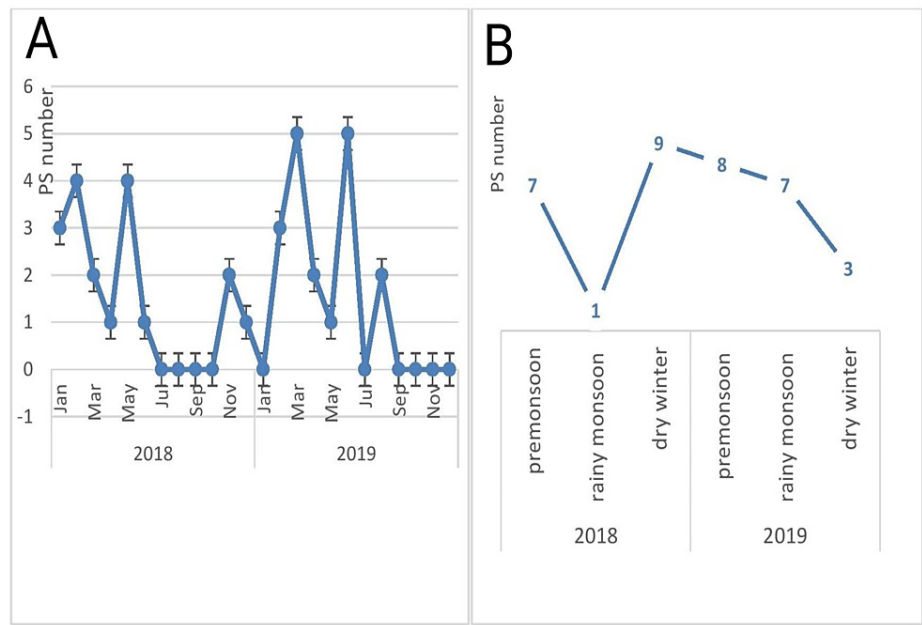 A
PS number
6
5
4
3
2
1
0
-1
Jan
Mar
May
Jul
Sep
Nov
Jan
Mar
May
Jul
Sep
Nov
2018
2019
B
PS number
7
1
9
8
7
3
premonsoon
rainy monsoon
dry winter
premonsoon
rainy monsoon
dry winter
2018
2019